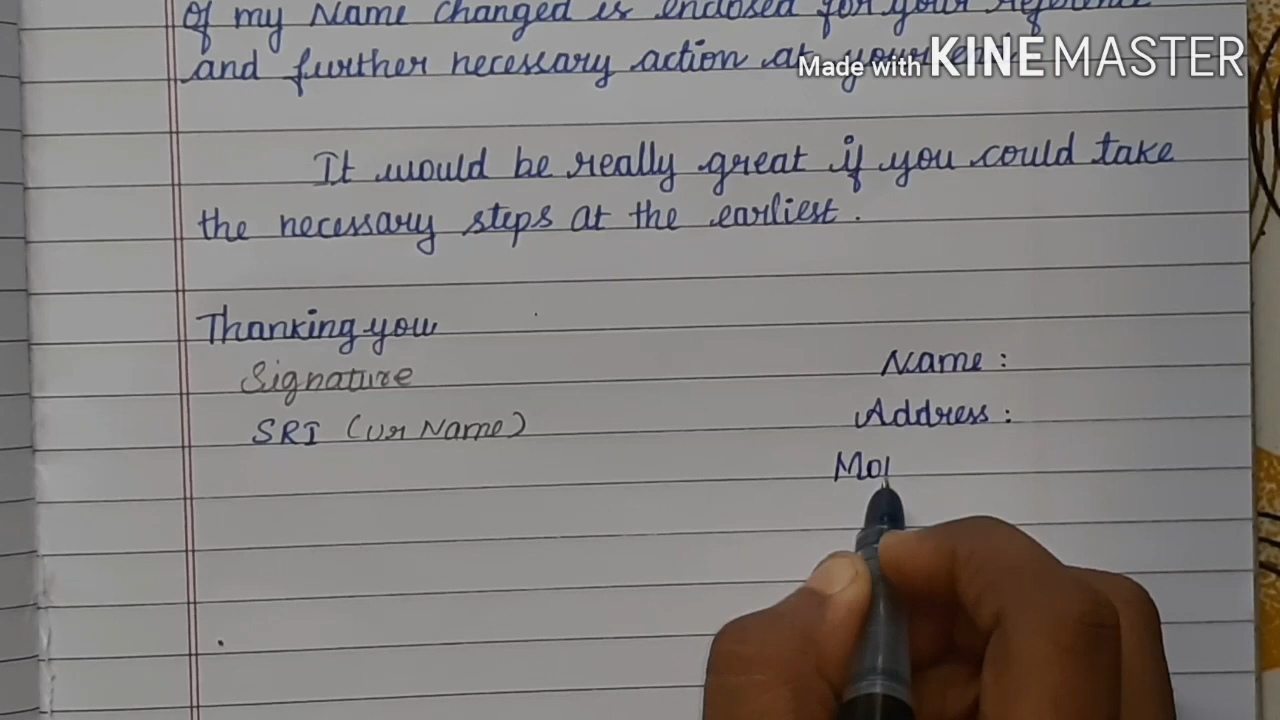 of my Name changed is enclosed for your reference
and further necessary action at your end
Made with KINEMASTER
It would be really great if you could take
the necessary steps at the earliest.
Thanking you
Signature
SRI (Ur Name)
Name :
Address :
Mo